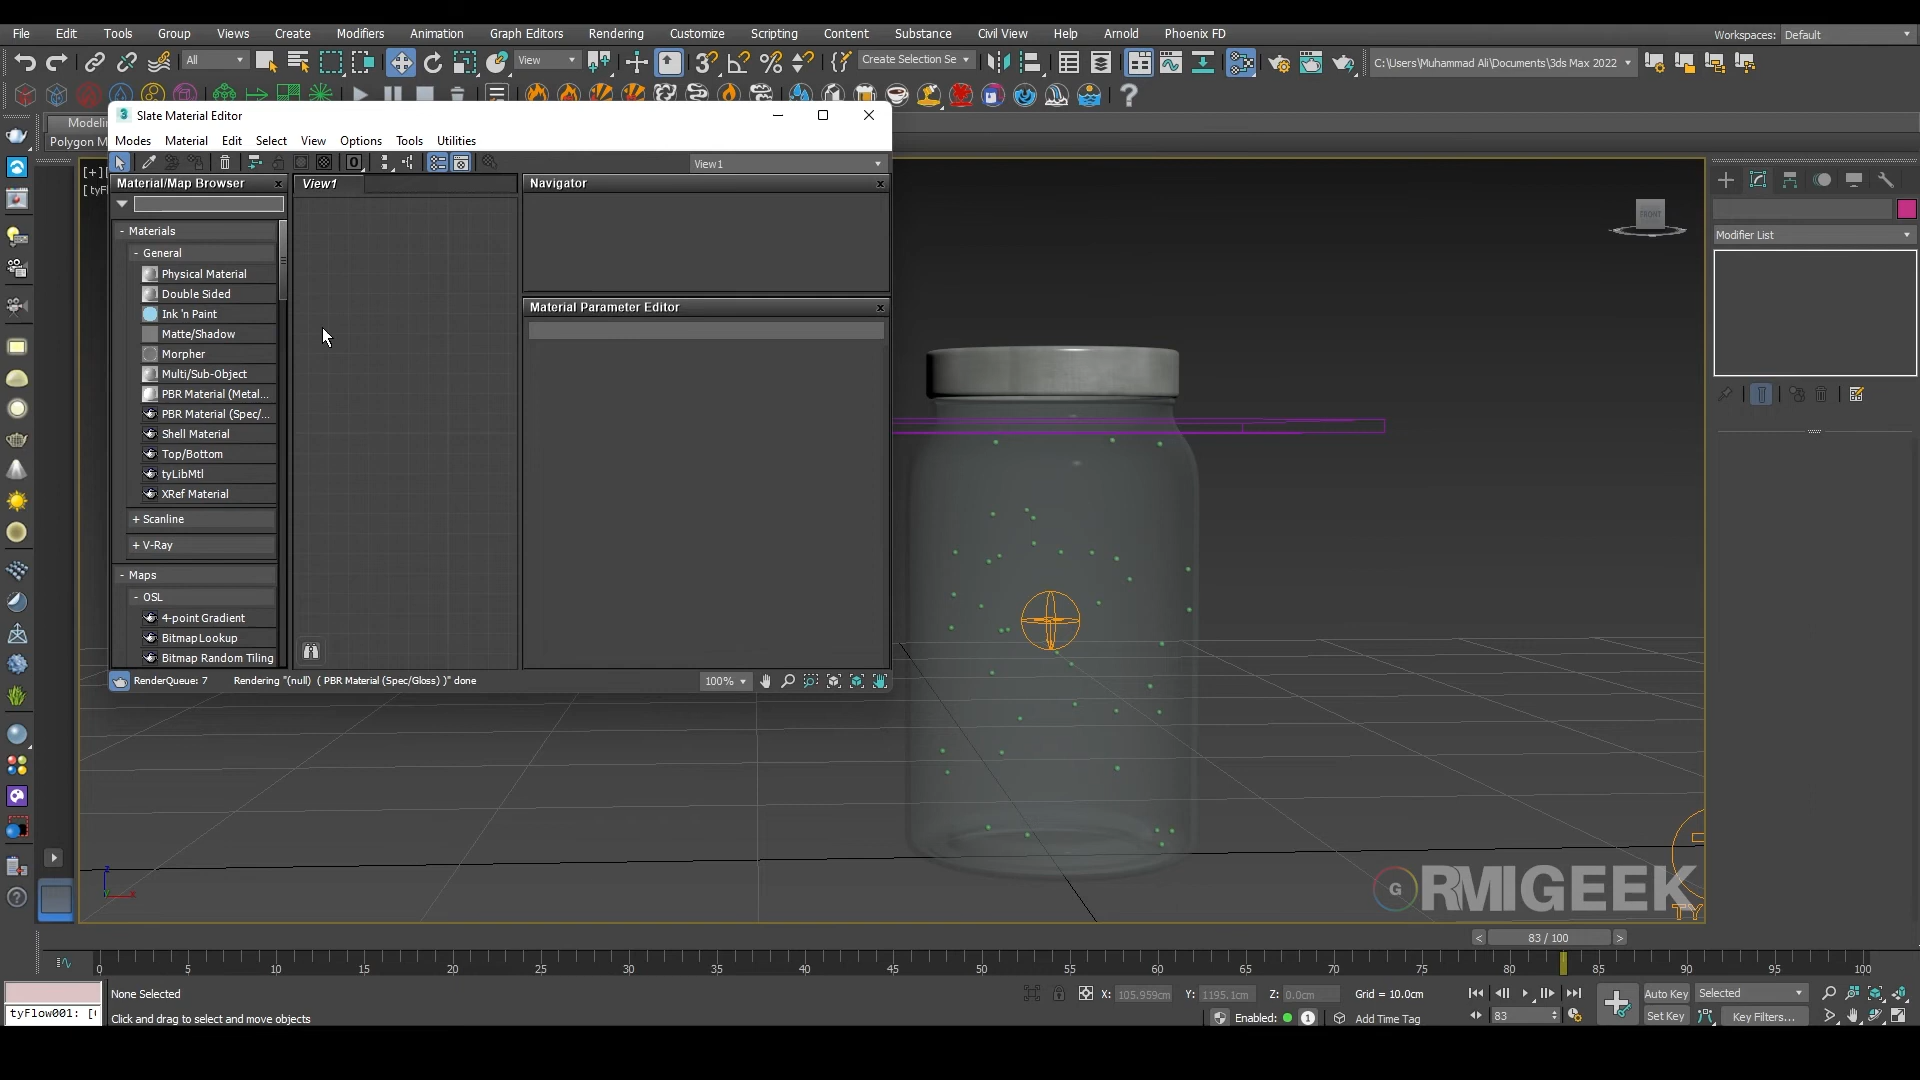 File Edit Tools Group Views Create Modifiers Animation Graph Editors Rendering Customize Scripting Content Substance Civil View Help Arnold Phoenix FD Workspaces: Default
All View Create Selection Se C:\Users\Muhammad Ali\Documents\3ds Max 2022
Slate Material Editor
Modelin
Polygon M
Modes Material Edit Select View Options Tools Utilities
View1
Material/Map Browser View1 Navigator
- Materials
- General
Physical Material
Double Sided
Ink 'n Paint
Matte/Shadow
Morpher
Multi/Sub-Object
PBR Material (Metal...
PBR Material (Spec/...
Shell Material
Top/Bottom
tyLibMtl
XRef Material
+ Scanline
+ V-Ray
- Maps
- OSL
4-point Gradient
BitmapLookup
Bitmap Random Tiling
Material Parameter Editor
RenderQueue: 7 Rendering "(null) ( PBR Material (Spec/Gloss) )" done 100%
[+][
[tyFl
FRONT
Modifier List
G RMIGEEK
TY
< 83 / 100 >
0 5 10 15 20 25 30 35 40 45 50 55 60 65 70 75 80 85 90 95 100
None Selected X: 105.959cm Y: 1195.1cm Z: 0.0cm Grid = 10.0cm Auto Key Selected
tyFlow001: [( Click and drag to select and move objects Enabled: 1 Add Time Tag 83 Set Key Key Filters...